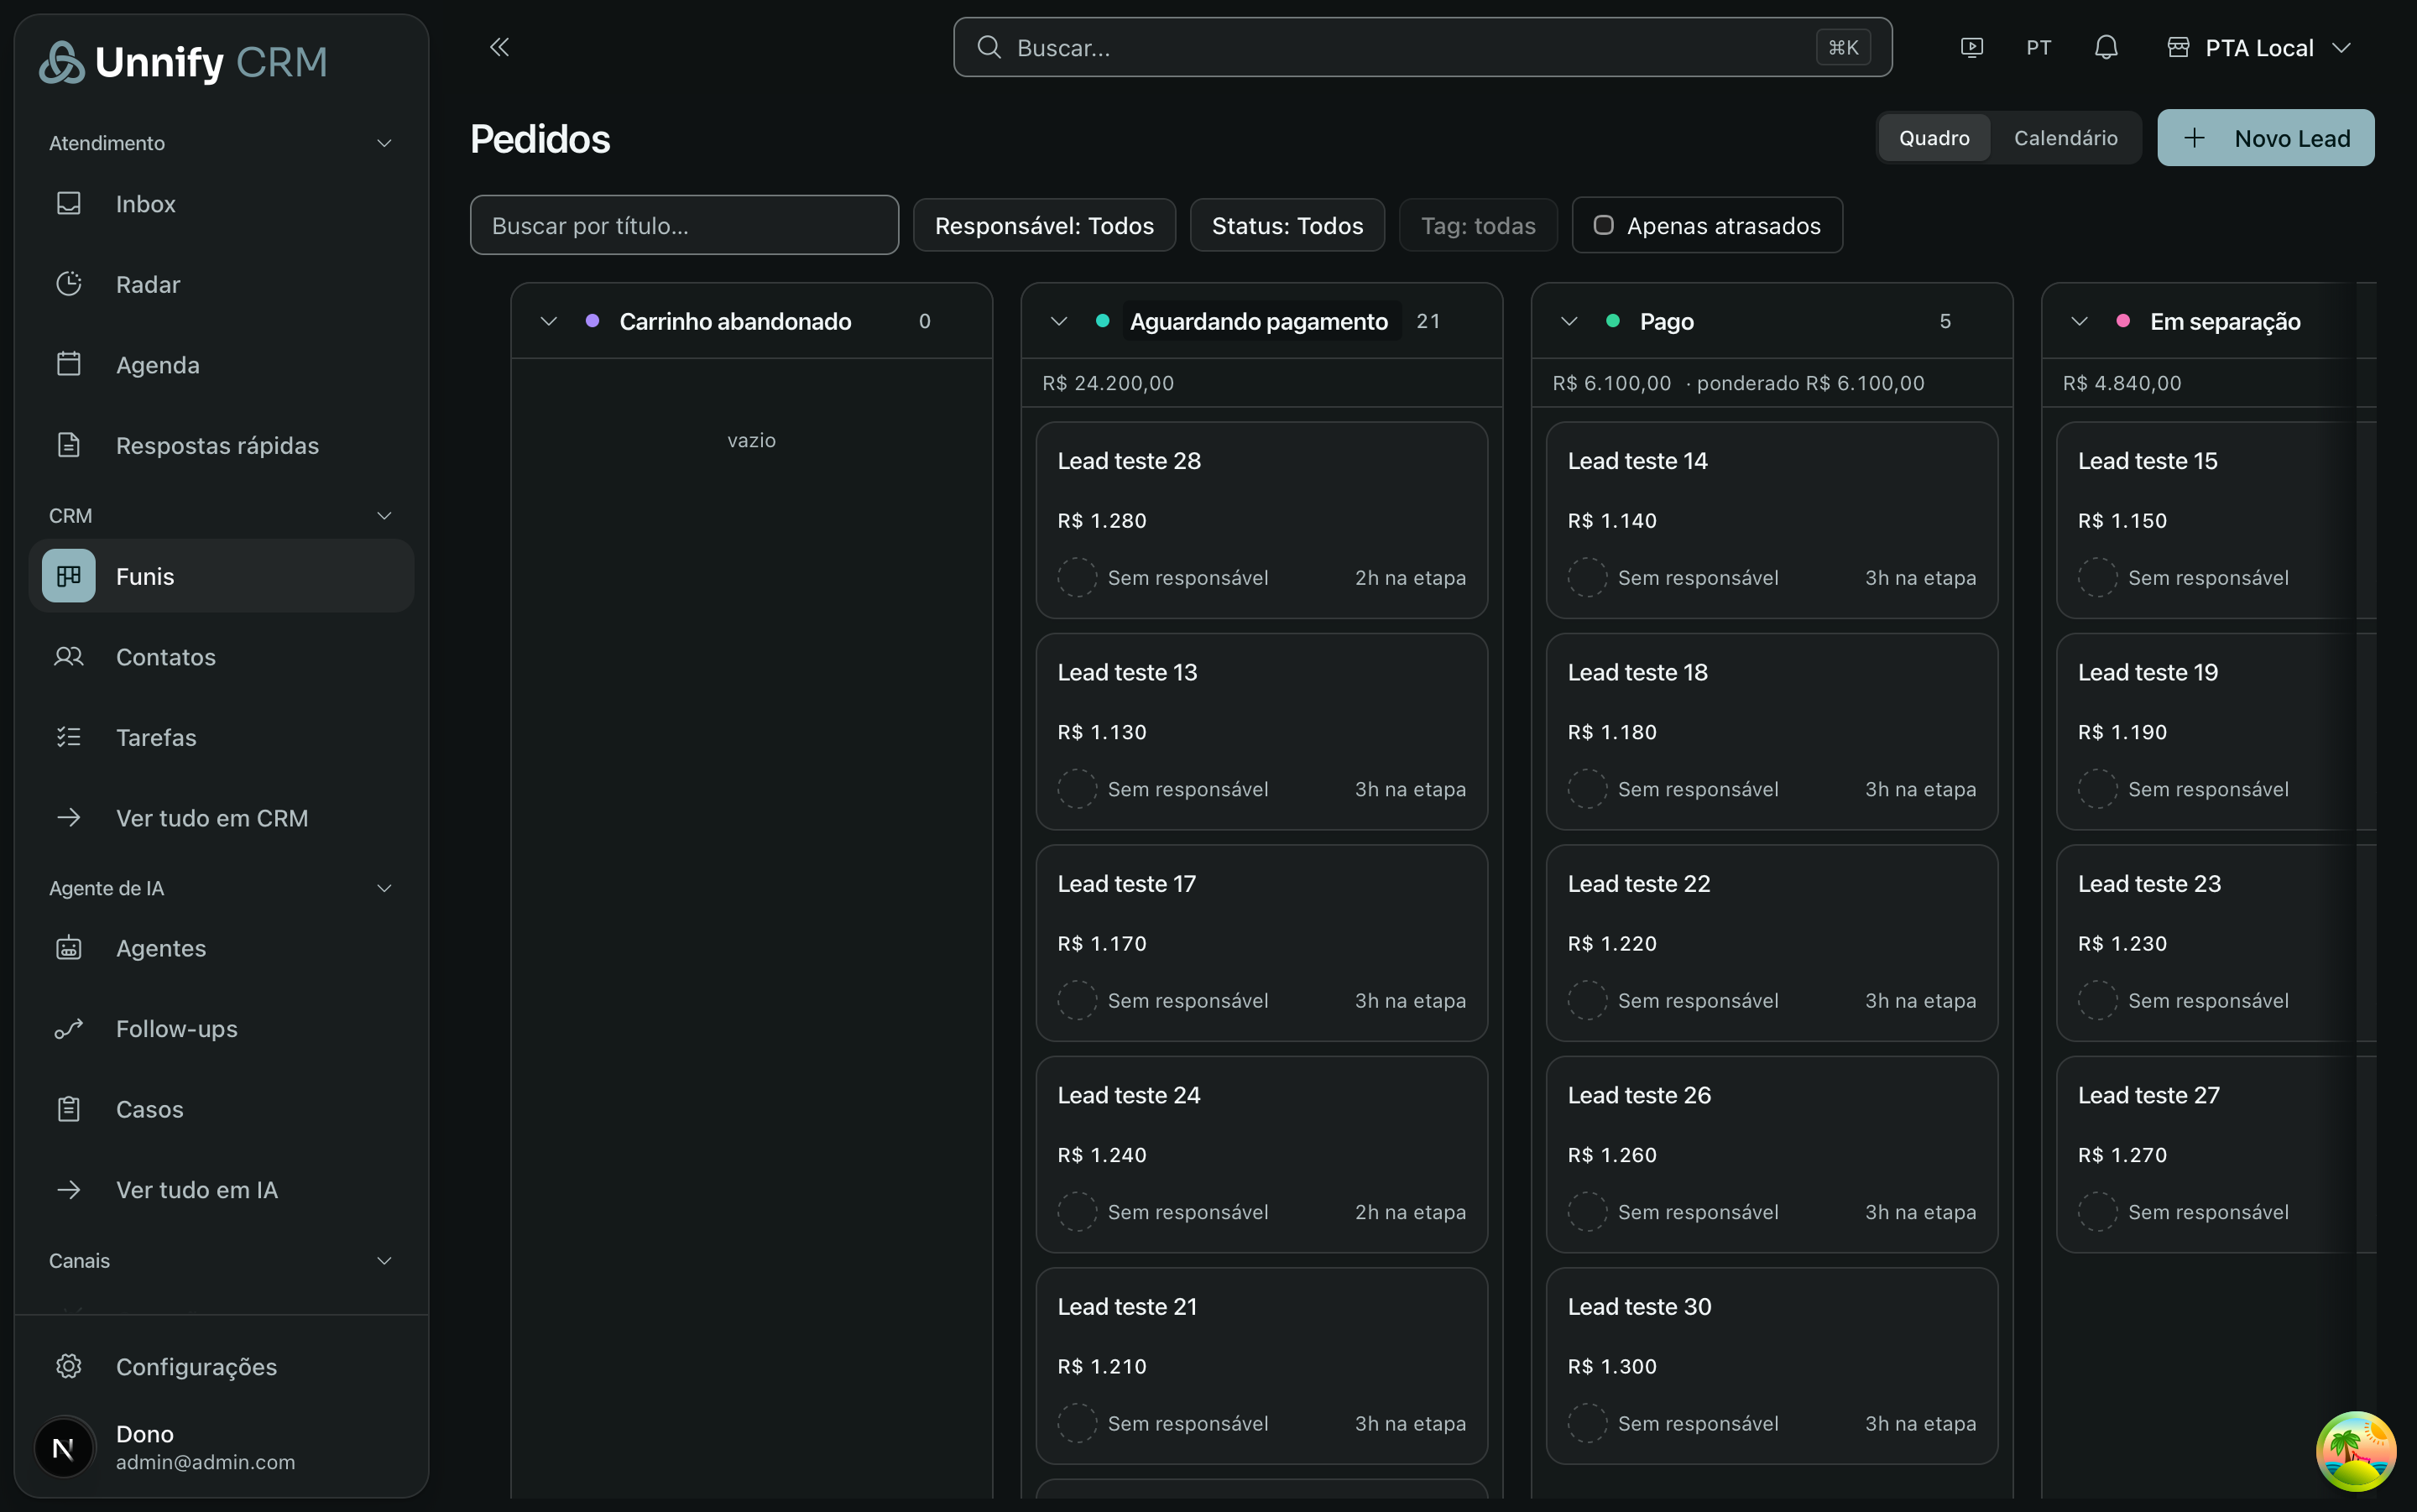 Unnify CRM
Atendimento
Inbox
Radar
Agenda
Respostas rápidas
CRM
Funis
Contatos
Tarefas
Ver tudo em CRM
Agente de IA
Agentes
Follow-ups
Casos
Ver tudo em IA
Canais
Configurações
N
Dono
admin@admin.com
Buscar...
⌘K
PT
PTA Local
Pedidos
Quadro
Calendário
Novo Lead
Buscar por título...
Responsável: Todos
Status: Todos
Tag: todas
Apenas atrasados
Carrinho abandonado 0
vazio
Aguardando pagamento 21
R$ 24.200,00
Lead teste 28
R$ 1.280
Sem responsável 2h na etapa
Lead teste 13
R$ 1.130
Sem responsável 3h na etapa
Lead teste 17
R$ 1.170
Sem responsável 3h na etapa
Lead teste 24
R$ 1.240
Sem responsável 2h na etapa
Lead teste 21
R$ 1.210
Sem responsável 3h na etapa
Pago 5
R$ 6.100,00 · ponderado R$ 6.100,00
Lead teste 14
R$ 1.140
Sem responsável 3h na etapa
Lead teste 18
R$ 1.180
Sem responsável 3h na etapa
Lead teste 22
R$ 1.220
Sem responsável 3h na etapa
Lead teste 26
R$ 1.260
Sem responsável 3h na etapa
Lead teste 30
R$ 1.300
Sem responsável 3h na etapa
Em separação
R$ 4.840,00
Lead teste 15
R$ 1.150
Sem responsável
Lead teste 19
R$ 1.190
Sem responsável
Lead teste 23
R$ 1.230
Sem responsável
Lead teste 27
R$ 1.270
Sem responsável